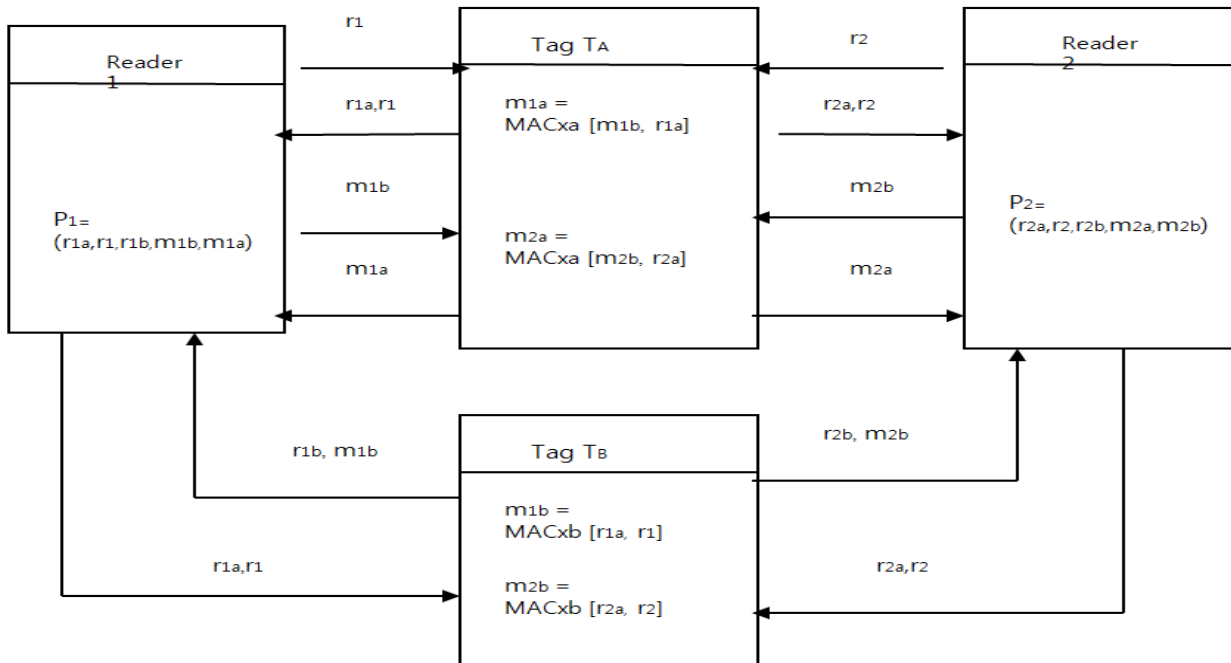 r1
r2
Reader
1
Tag TA
Reader
2
r1a,r1
m1a =
MACxa [m1b, r1a]
r2a,r2
m1b
m2b
P1=
(r1a,r1,r1b,m1b,m1a)
m2a =
MACxa [m2b, r2a]
P2=
(r2a,r2,r2b,m2a,m2b)
m1a
m2a
r1b, m1b
Tag TB
r2b, m2b
m1b =
MACxb [r1a, r1]
r1a,r1
r2a,r2
m2b =
MACxb [r2a, r2]